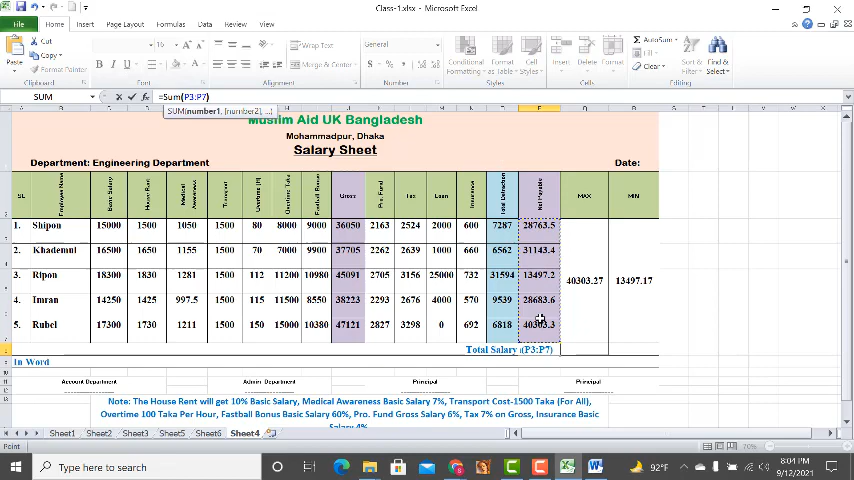 Class-1.xlsx - Microsoft Excel
File Home Insert Page Layout Formulas Data Review View
Cut
Copy
Paste
Format Painter
Clipboard
16
B I U
Font
Wrap Text
Merge & Center
Alignment
General
$ % ,
Number
Conditional Formatting
Format as Table
Cell Styles
Styles
Insert Delete Format
Cells
AutoSum
Fill
Clear
Sort & Filter
Find & Select
Editing
SUM
fx
=Sum(P3:P7)
SUM(number1, [number2], ...)
Muslim Aid UK Bangladesh
Mohammadpur, Dhaka
Salary Sheet
Department: Engineering Department Date:
SL Employee Name Basic Salary House Rent Medical Awareness Transport Overtime (H) Overtime Taka Fastball Bonus Gross Pro. Fund Tax Loan Insurance Total Detraction Net Payable MAX MIN
1. Shipon 15000 1500 1050 1500 80 8000 9000 36050 2163 2524 2000 600 7287 28763.5
2. Khademul 16500 1650 1155 1500 70 7000 9900 37705 2262 2639 1000 660 6562 31143.4
3. Ripon 18300 1830 1281 1500 112 11200 10980 45091 2705 3156 25000 732 31594 13497.2
40303.27 13497.17
4. Imran 14250 1425 997.5 1500 115 11500 8550 38223 2293 2676 4000 570 9539 28683.6
5. Rubel 17300 1730 1211 1500 150 15000 10380 47121 2827 3298 0 692 6818 40303.3
Total Salary (P3:P7)
In Word
Account Department Admin: Department Principal Principal
Note: The House Rent will get 10% Basic Salary, Medical Awareness Basic Salary 7%, Transport Cost-1500 Taka (For All),
Overtime 100 Taka Per Hour, Fastball Bonus Basic Salary 60%, Pro. Fund Gross Salary 6%, Tax 7% on Gross, Insurance Basic
Salary 4%
Sheet1 Sheet2 Sheet3 Sheet5 Sheet6 Sheet4
Point
70%
Type here to search
92°F
8:04 PM
9/12/2021